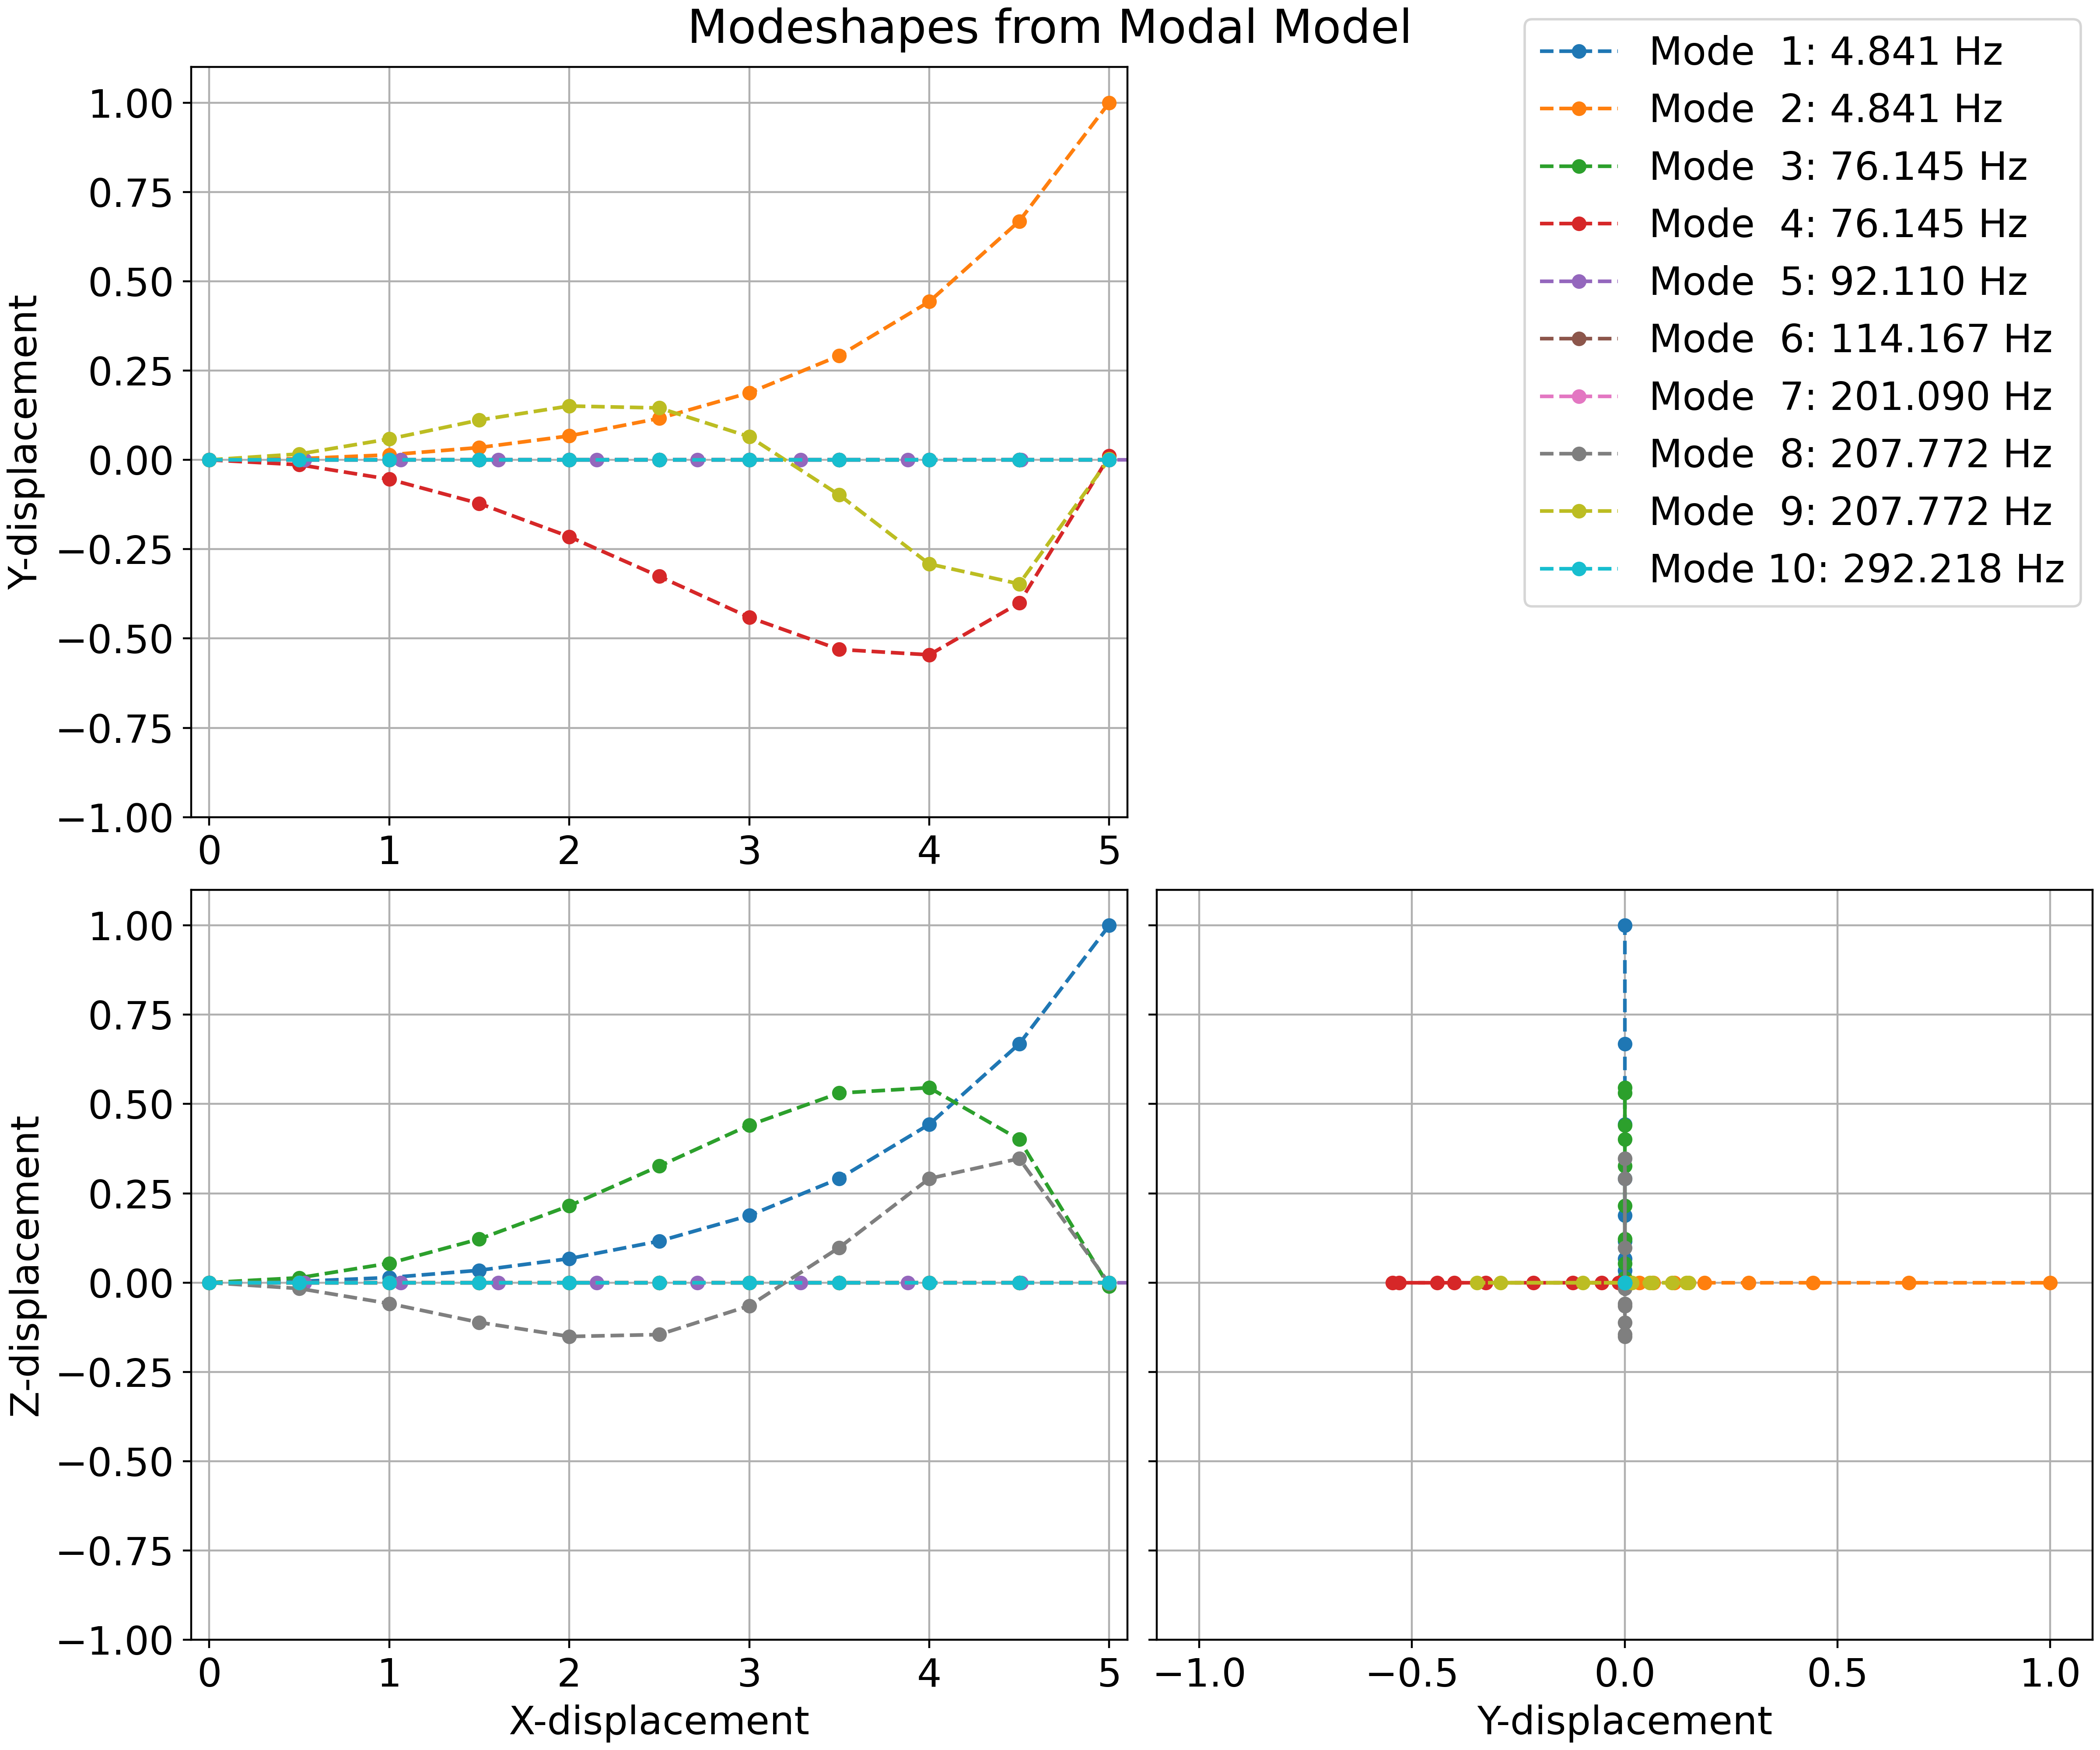 Modeshapes from Modal Model
Mode  1: 4.841 Hz
Mode  2: 4.841 Hz
Mode  3: 76.145 Hz
Mode  4: 76.145 Hz
Mode  5: 92.110 Hz
Mode  6: 114.167 Hz
Mode  7: 201.090 Hz
Mode  8: 207.772 Hz
Mode  9: 207.772 Hz
Mode 10: 292.218 Hz
Y-displacement
1.00
0.75
0.50
0.25
0.00
−0.25
−0.50
−0.75
−1.00
0 1 2 3 4 5
Z-displacement
1.00
0.75
0.50
0.25
0.00
−0.25
−0.50
−0.75
−1.00
0 1 2 3 4 5
X-displacement
−1.0 −0.5 0.0 0.5 1.0
Y-displacement